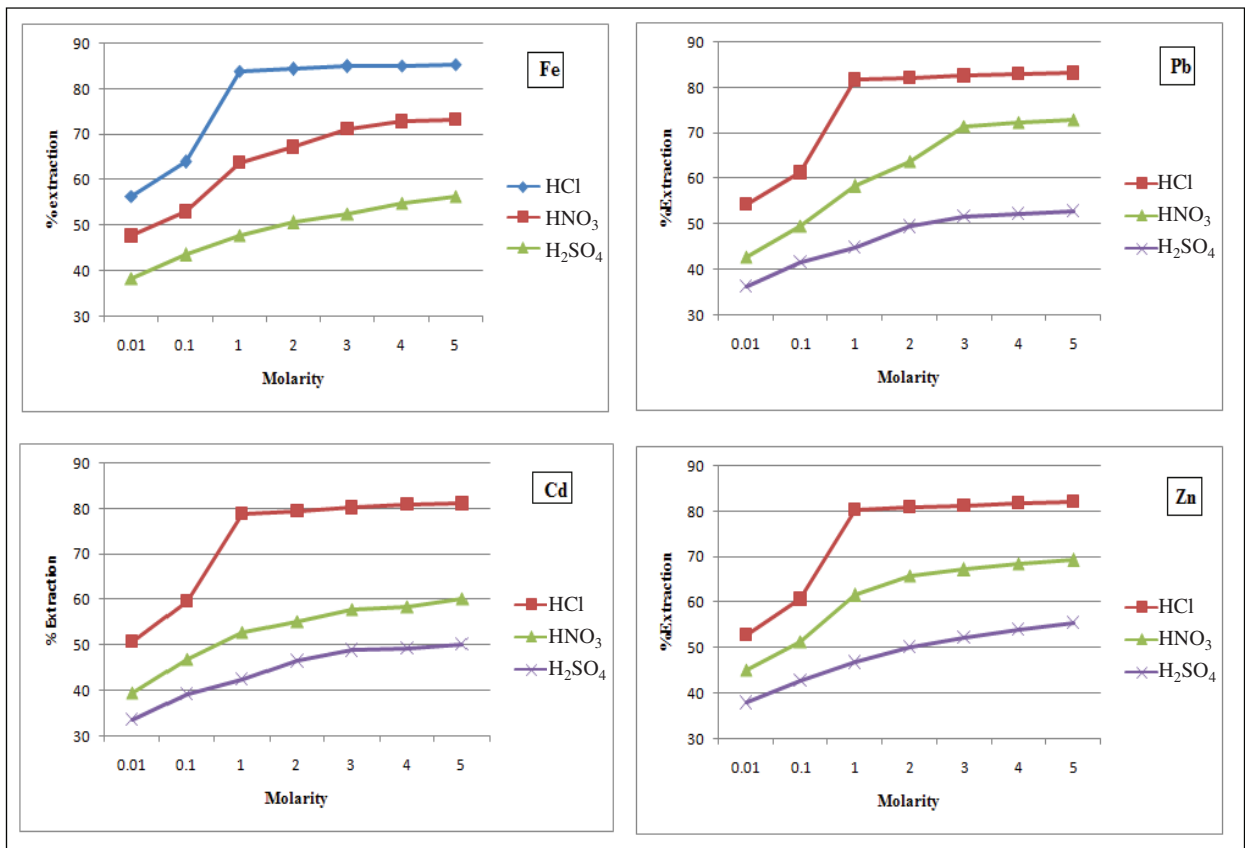 Fe
90
80
70
60
50
40
30
%extraction
0.01 0.1 1 2 3 4 5
Molarity
HCl
HNO₃
H₂SO₄
Pb
90
80
70
60
50
40
30
%Extraction
0.01 0.1 1 2 3 4 5
Molarity
HCl
HNO₃
H₂SO₄
Cd
90
80
70
60
50
40
30
% Extraction
0.01 0.1 1 2 3 4 5
Molarity
HCl
HNO₃
H₂SO₄
Zn
90
80
70
60
50
40
30
%Extraction
0.01 0.1 1 2 3 4 5
Molarity
HCl
HNO₃
H₂SO₄